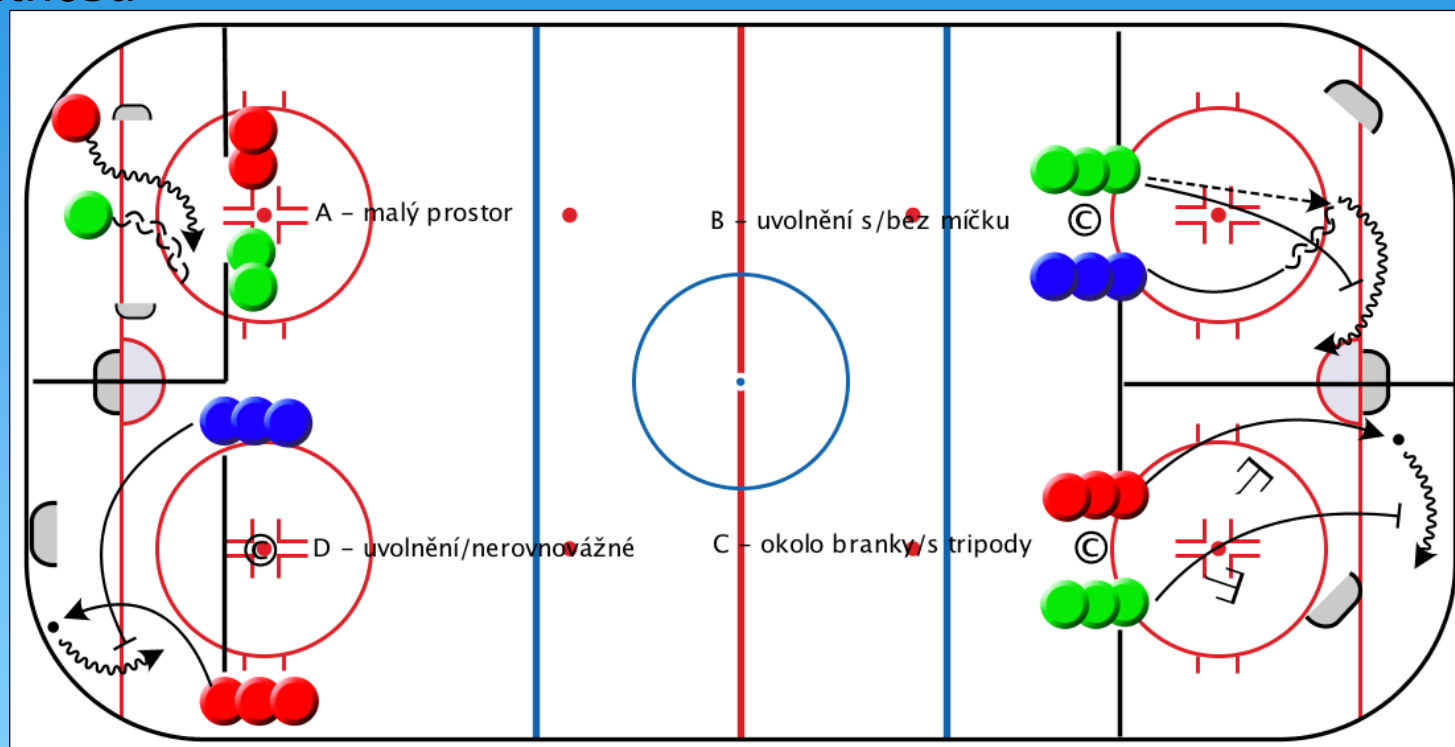 A – malý prostor
B – uvolnění s/bez míčku
©
©
D – uvolnění/nerovnovážné
C – okolo branky/s tripody
©